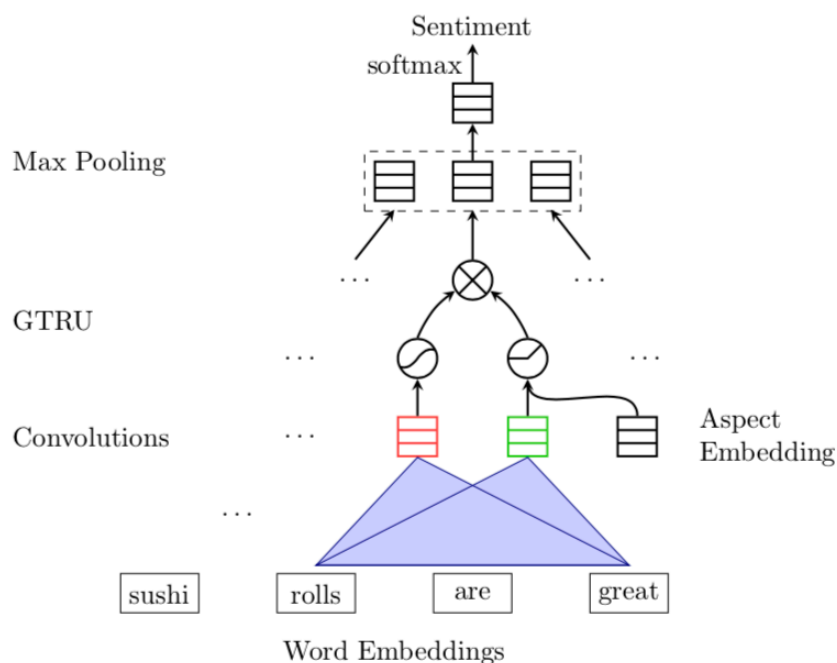 Sentiment
softmax
Max Pooling
... ...
GTRU
... ...
Convolutions ... Aspect
Embedding
...
sushi rolls are great
Word Embeddings